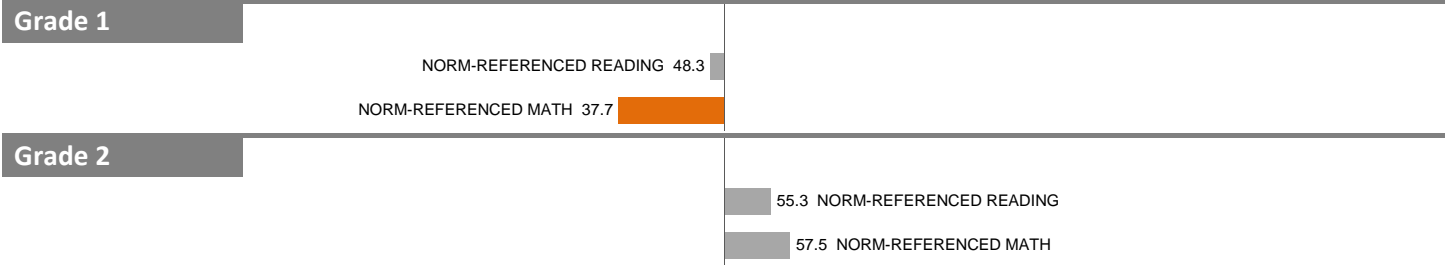 Grade 1
NORM-REFERENCED READING 48.3
NORM-REFERENCED MATH 37.7
Grade 2
55.3 NORM-REFERENCED READING
57.5 NORM-REFERENCED MATH